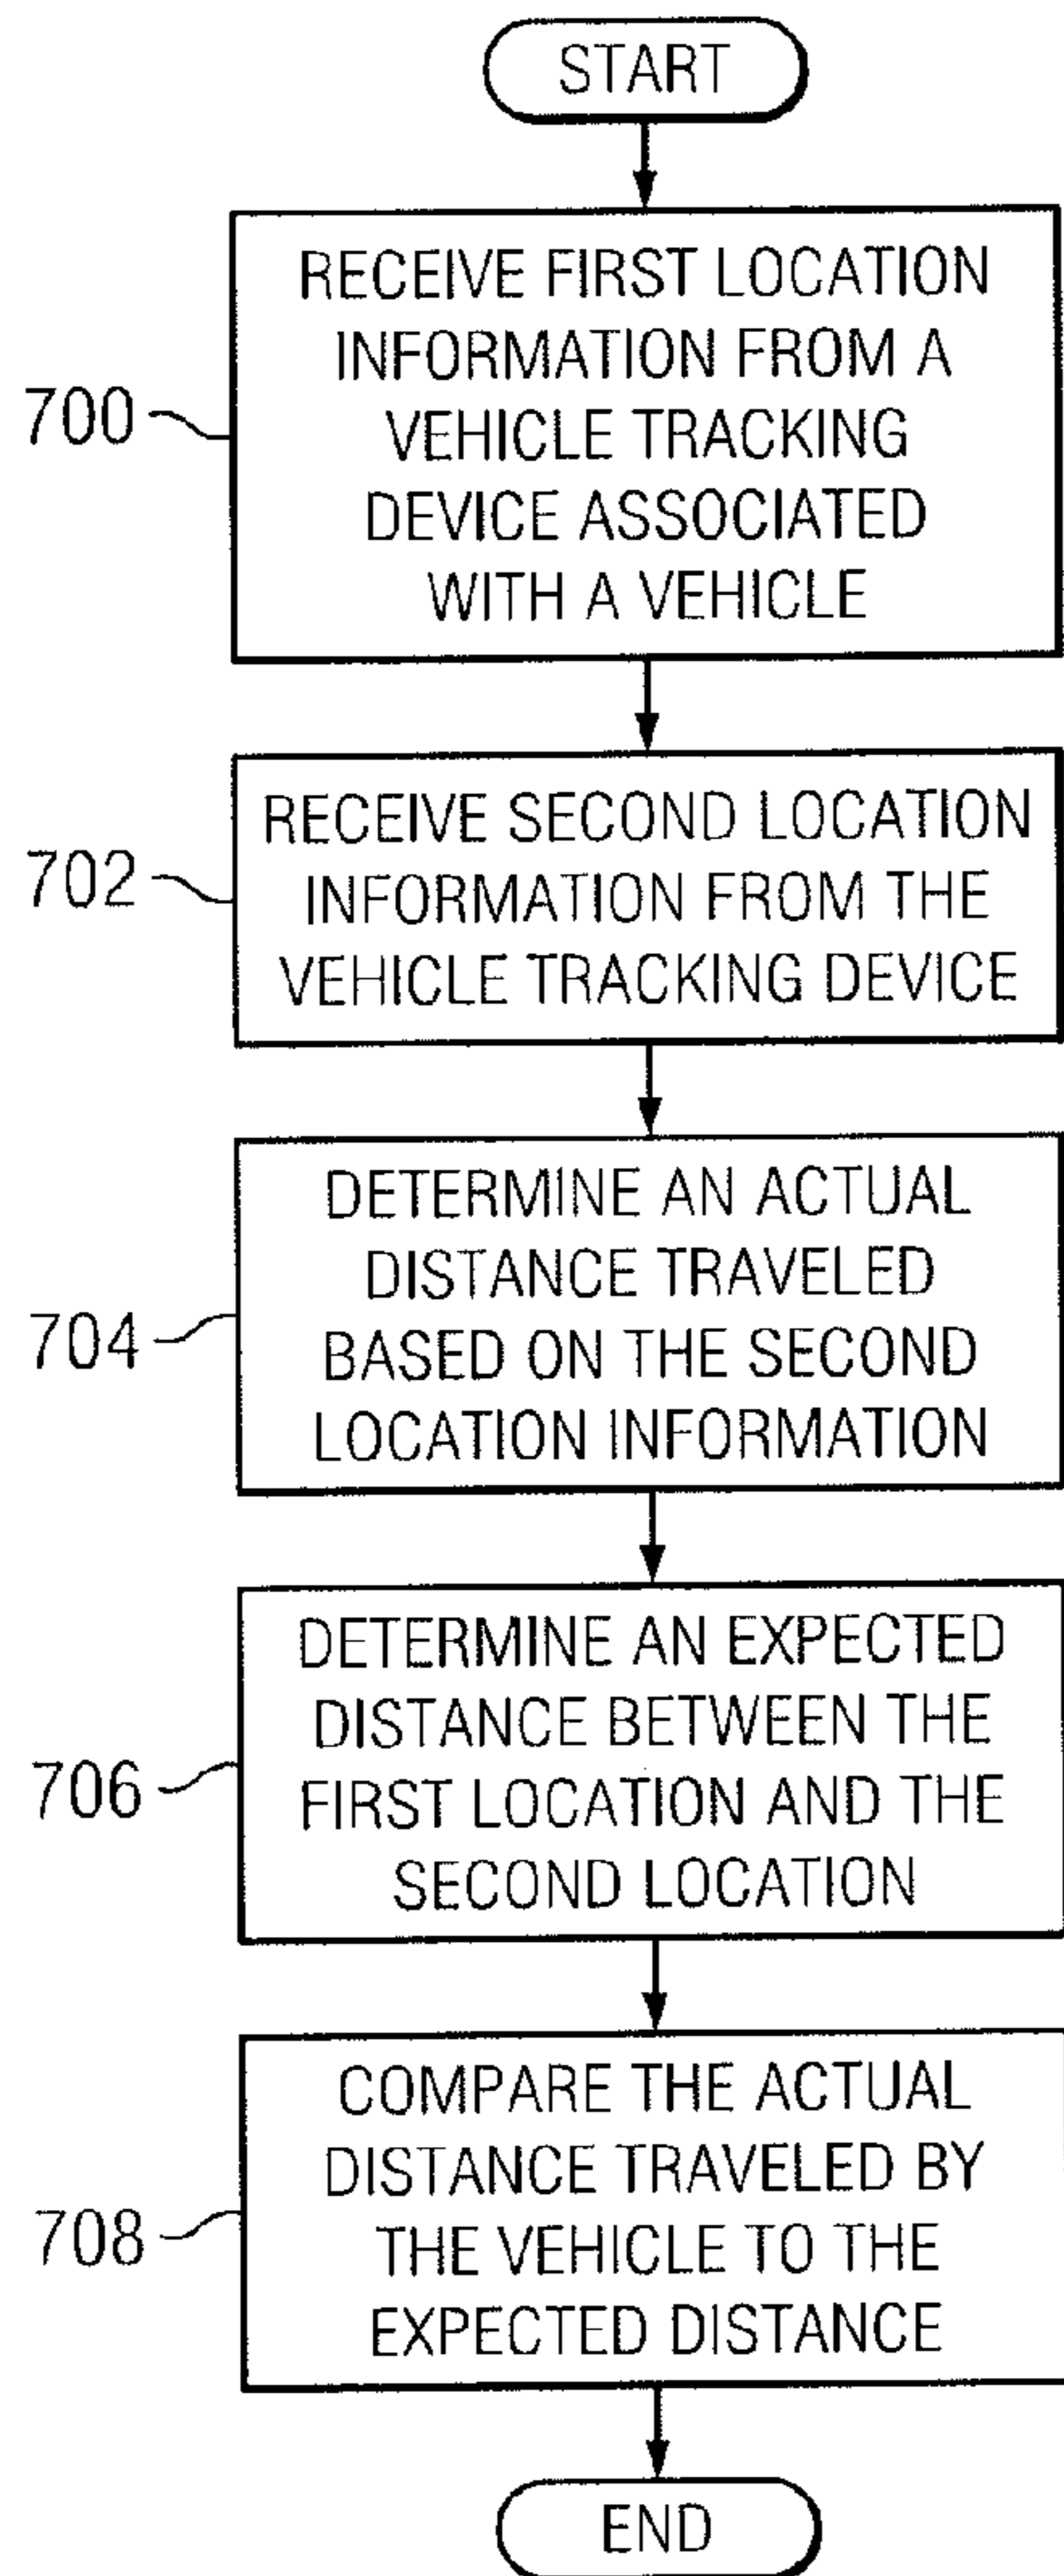 START
RECEIVE FIRST LOCATION
INFORMATION FROM A
VEHICLE TRACKING
DEVICE ASSOCIATED
WITH A VEHICLE
700
RECEIVE SECOND LOCATION
INFORMATION FROM THE
VEHICLE TRACKING DEVICE
702
DETERMINE AN ACTUAL
DISTANCE TRAVELED
BASED ON THE SECOND
LOCATION INFORMATION
704
DETERMINE AN EXPECTED
DISTANCE BETWEEN THE
FIRST LOCATION AND THE
SECOND LOCATION
706
COMPARE THE ACTUAL
DISTANCE TRAVELED BY
THE VEHICLE TO THE
EXPECTED DISTANCE
708
END